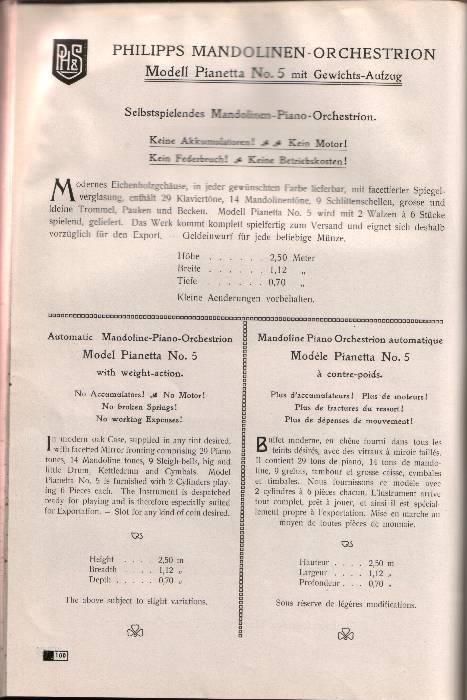 PH&S
PHILIPPS MANDOLINEN-ORCHESTRION
Modell Pianetta No. 5 mit Gewichts-Aufzug
Selbstspielendes Mandolinen-Piano-Orchestrion.
Keine Akkumulatoren! Kein Motor!
Kein Federbruch! Keine Betriebskosten!
Modernes Eichenholzgehäuse, in jeder gewünschten Farbe lieferbar, mit facettierter Spiegel-
verglasung, enthält 29 Klaviertöne, 14 Mandolinentöne, 9 Schlittenschellen, grosse und
kleine Trommel, Pauken und Becken. Modell Pianetta No. 5 wird mit 2 Walzen à 6 Stücke
spielend, geliefert. Das Werk kommt komplett spielfertig zum Versand und eignet sich deshalb
vorzüglich für den Export. — Geldeinwurf für jede beliebige Münze.
Höhe . . . . . . 2,50 Meter
Breite . . . . . . 1,12 „
Tiefe . . . . . . 0,70 „
Kleine Aenderungen vorbehalten.
Automatic Mandoline-Piano-Orchestrion
Model Pianetta No. 5
with weight-action.
No Accumulators! No Motor!
No broken Springs!
No working Expenses!
In modern oak Case, supplied in any tint desired,
with facetted Mirror fronting comprising 29 Piano
tones, 14 Mandoline tones, 9 Sleigh-bells, big and
little Drum, Kettledrum and Cymbals. Model
Pianetta No. 5 is furnished with 2 Cylinders play-
ing 6 Pieces each. The Instrument is despatched
ready for playing and is therefore especially suited
for Exportation. — Slot for any kind of coin desired.
Height . . . . 2,50 m
Breadth . . . . 1,12 „
Depth . . . . . 0,70 „
The above subject to slight variations.
100
Mandoline Piano Orchestrion automatique
Modèle Pianetta No. 5
à contre-poids.
Plus d'accumulateurs! Plus de moteurs!
Plus de fractures du ressort!
Plus de dépenses de mouvement!
Buffet moderne, en chêne fourni dans tous les
teints désirés, avec des vitraux à miroir taillés.
Il contient 29 tons de piano, 14 tons de mando-
line, 9 grelots, tambour et grosse caisse, cymbales
et timbales. Nous fournissons ce modèle avec
2 cylindres à 6 pièces chacun. L'instrument arrive
tout complet, prêt à jouer, et ainsi il est spécial-
lement propre à l'exportation. Mise en marche au
moyen de toutes pièces de monnaie.
Hauteur . . . . 2,50 m
Largeur . . . . 1,12 „
Profondeur . . . 0,70 „
Sous réserve de légères modifications.